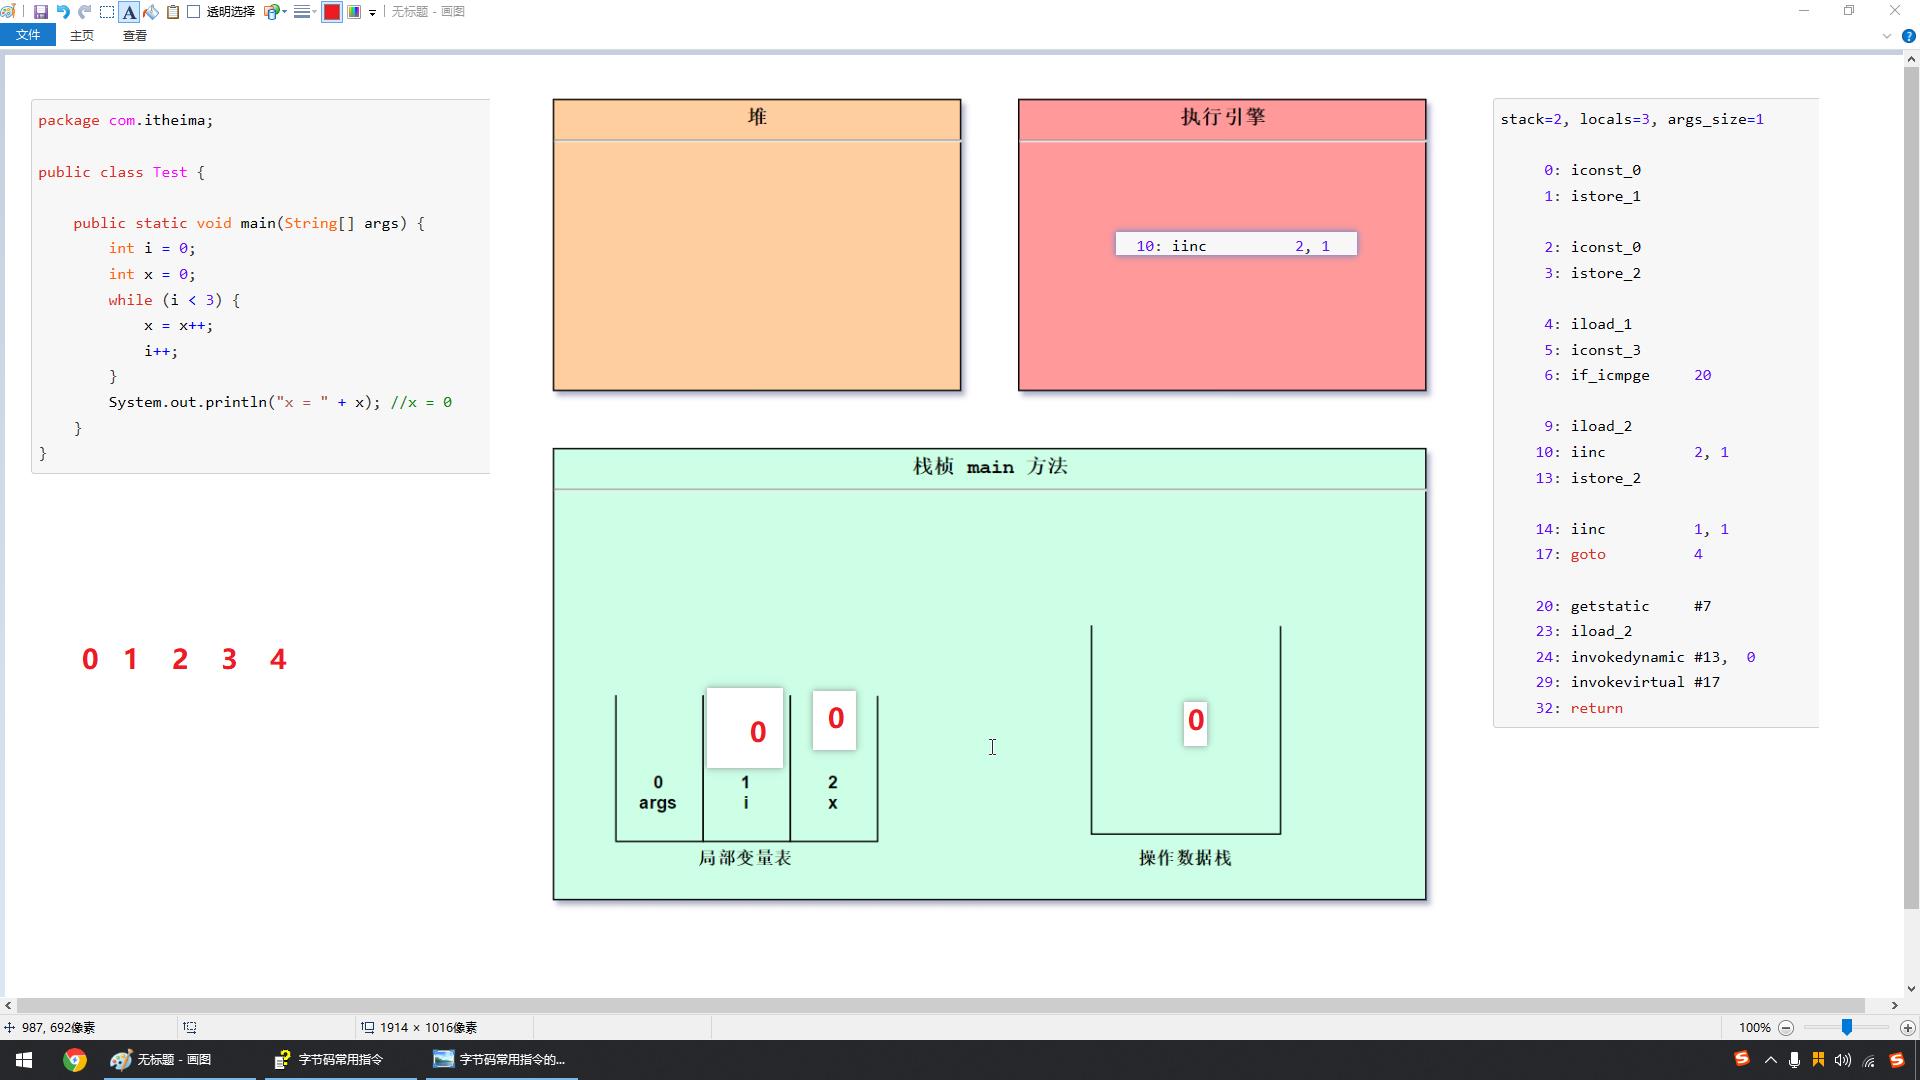 透明选择
无标题 - 画图
文件 主页 查看
package com.itheima;
public class Test {
public static void main(String[] args) {
int i = 0;
int x = 0;
while (i < 3) {
x = x++;
i++;
}
System.out.println("x = " + x); //x = 0
}
}
0 1 2 3 4
堆
执行引擎
10: iinc 2, 1
栈桢 main 方法
0
0
0
1
2
args
i
x
局部变量表
0
操作数据栈
stack=2, locals=3, args_size=1
0: iconst_0
1: istore_1
2: iconst_0
3: istore_2
4: iload_1
5: iconst_3
6: if_icmpge 20
9: iload_2
10: iinc 2, 1
13: istore_2
14: iinc 1, 1
17: goto 4
20: getstatic #7
23: iload_2
24: invokedynamic #13, 0
29: invokevirtual #17
32: return
987, 692像素
1914 × 1016像素
100%
无标题 - 画图
字节码常用指令
字节码常用指令的...